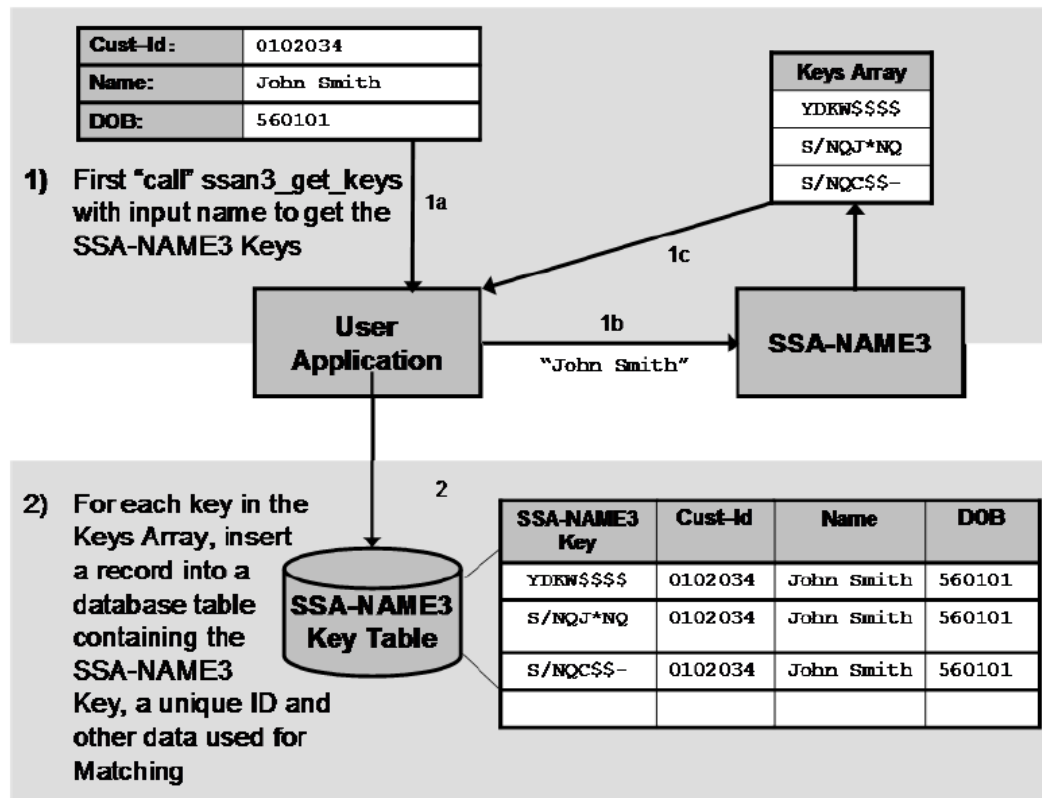 Cust-Id: 0102034
Name: John Smith
DOB: 560101
Keys Array
YDKW$$$$
S/NQJ*NQ
S/NQC$$-
1) First "call" ssan3_get_keys
with input name to get the
SSA-NAME3 Keys
1a
1c
User
Application
1b
"John Smith"
SSA-NAME3
2) For each key in the
Keys Array, insert
a record into a
database table
containing the
SSA-NAME3
Key, a unique ID and
other data used for
Matching
2
SSA-NAME3
Key Table
SSA-NAME3 Key Cust-Id Name DOB
YDKW$$$$ 0102034 John Smith 560101
S/NQJ*NQ 0102034 John Smith 560101
S/NQC$$- 0102034 John Smith 560101